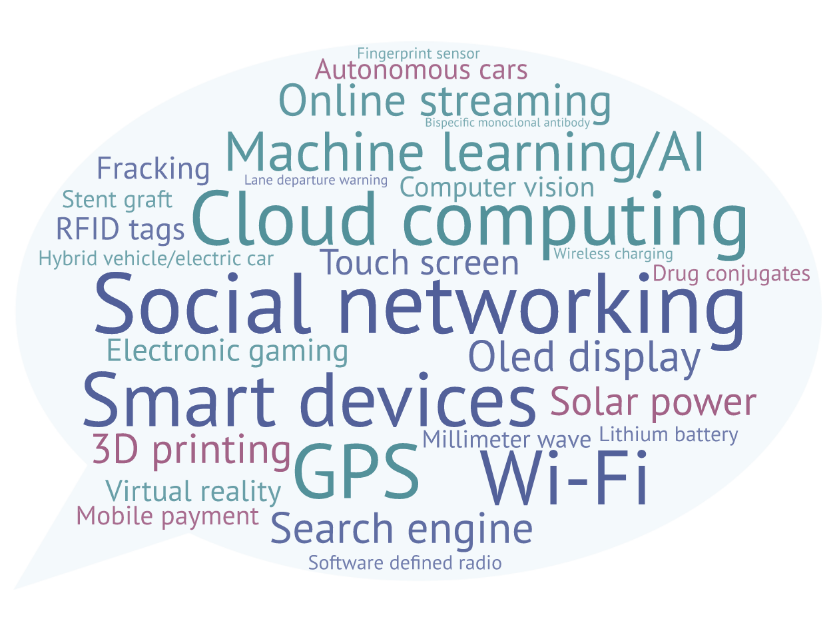 Fingerprint sensor
Autonomous cars
Online streaming
Bispecific monoclonal antibody
Machine learning/AI
Fracking
Lane departure warning
Computer vision
Stent graft
Cloud computing
RFID tags
Hybrid vehicle/electric car
Touch screen
Wireless charging
Drug conjugates
Social networking
Electronic gaming
Oled display
Smart devices
Solar power
3D printing
Millimeter wave
Lithium battery
GPS
Wi-Fi
Virtual reality
Mobile payment
Search engine
Software defined radio